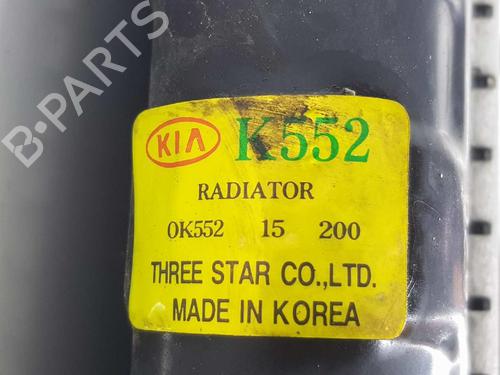 B-PARTS
KIA K552
RADIATOR
0K552 15 200
THREE STAR CO.,LTD.
MADE IN KOREA